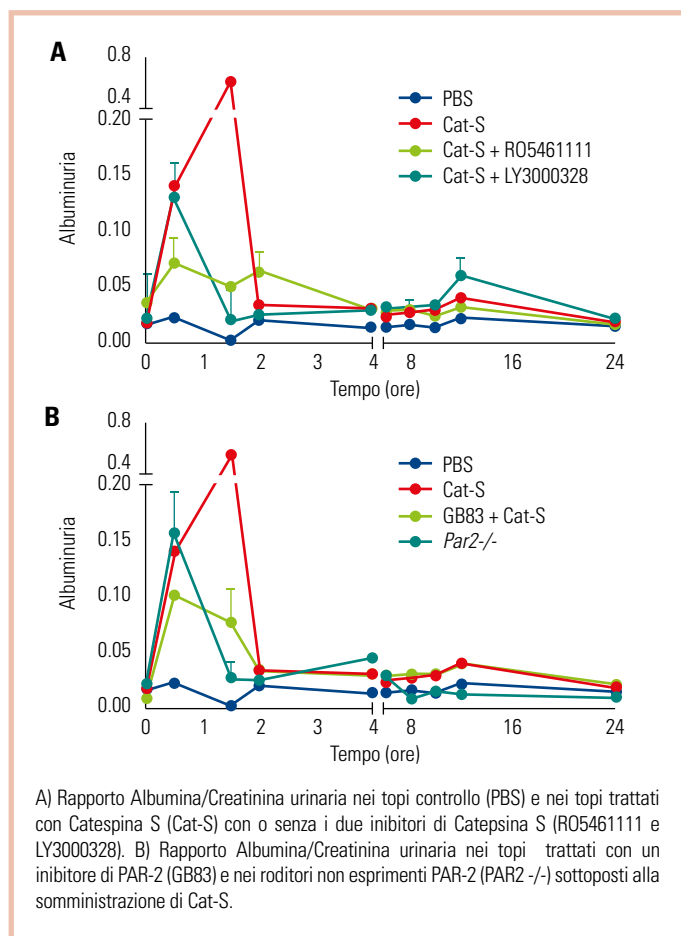 A
0.8
0.4
0.20
0.15
0.10
0.05
0.00
Albuminuria
PBS
Cat-S
Cat-S + RO5461111
Cat-S + LY3000328
0 1 2 3 4 8 16 24
Tempo (ore)
B
0.8
0.4
0.20
0.15
0.10
0.05
0.00
Albuminuria
PBS
Cat-S
GB83 + Cat-S
Par2-/-
0 1 2 3 4 8 16 24
Tempo (ore)
A) Rapporto Albumina/Creatinina urinaria nei topi controllo (PBS) e nei topi trattati
con Catespina S (Cat-S) con o senza i due inibitori di Catepsina S (RO5461111 e
LY3000328). B) Rapporto Albumina/Creatinina urinaria nei topi trattati con un
inibitore di PAR-2 (GB83) e nei roditori non esprimenti PAR-2 (PAR2 -/-) sottoposti alla
somministrazione di Cat-S.